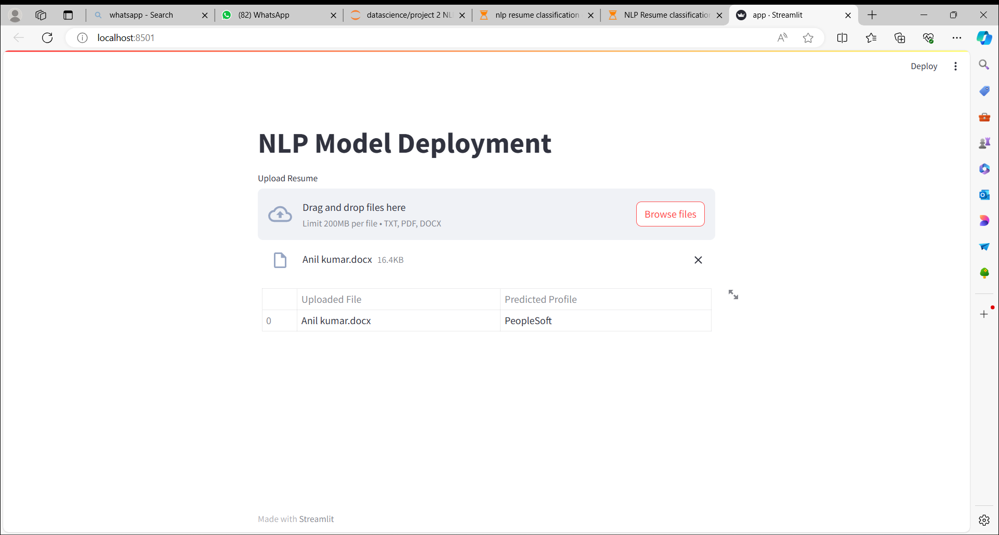 whatsapp - Search
(82) WhatsApp
datascience/project 2 NL
nlp resume classification
NLP Resume classification
app · Streamlit
localhost:8501
Deploy
NLP Model Deployment
Upload Resume
Drag and drop files here
Limit 200MB per file • TXT, PDF, DOCX
Browse files
Anil kumar.docx 16.4KB
Uploaded File Predicted Profile
0 Anil kumar.docx PeopleSoft
Made with Streamlit